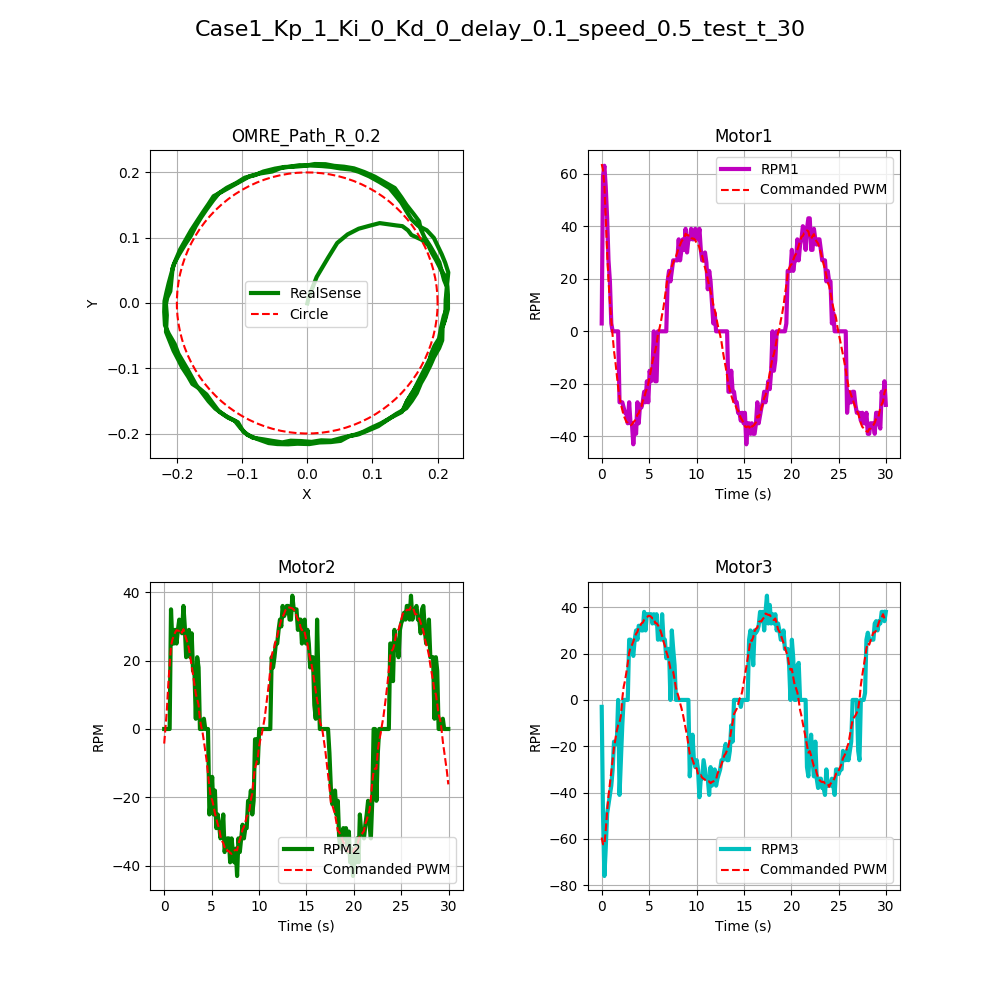 Case1_Kp_1_Ki_0_Kd_0_delay_0.1_speed_0.5_test_t_30
OMRE_Path_R_0.2
0.2
0.1
0.0
−0.1
−0.2
Y
RealSense
Circle
−0.2
−0.1
0.0
0.1
0.2
X
Motor1
60
40
20
0
−20
−40
RPM
RPM1
Commanded PWM
0
5
10
15
20
25
30
Time (s)
Motor2
40
20
0
−20
−40
RPM
RPM2
Commanded PWM
0
5
10
15
20
25
30
Time (s)
Motor3
40
20
0
−20
−40
−60
−80
RPM
RPM3
Commanded PWM
0
5
10
15
20
25
30
Time (s)